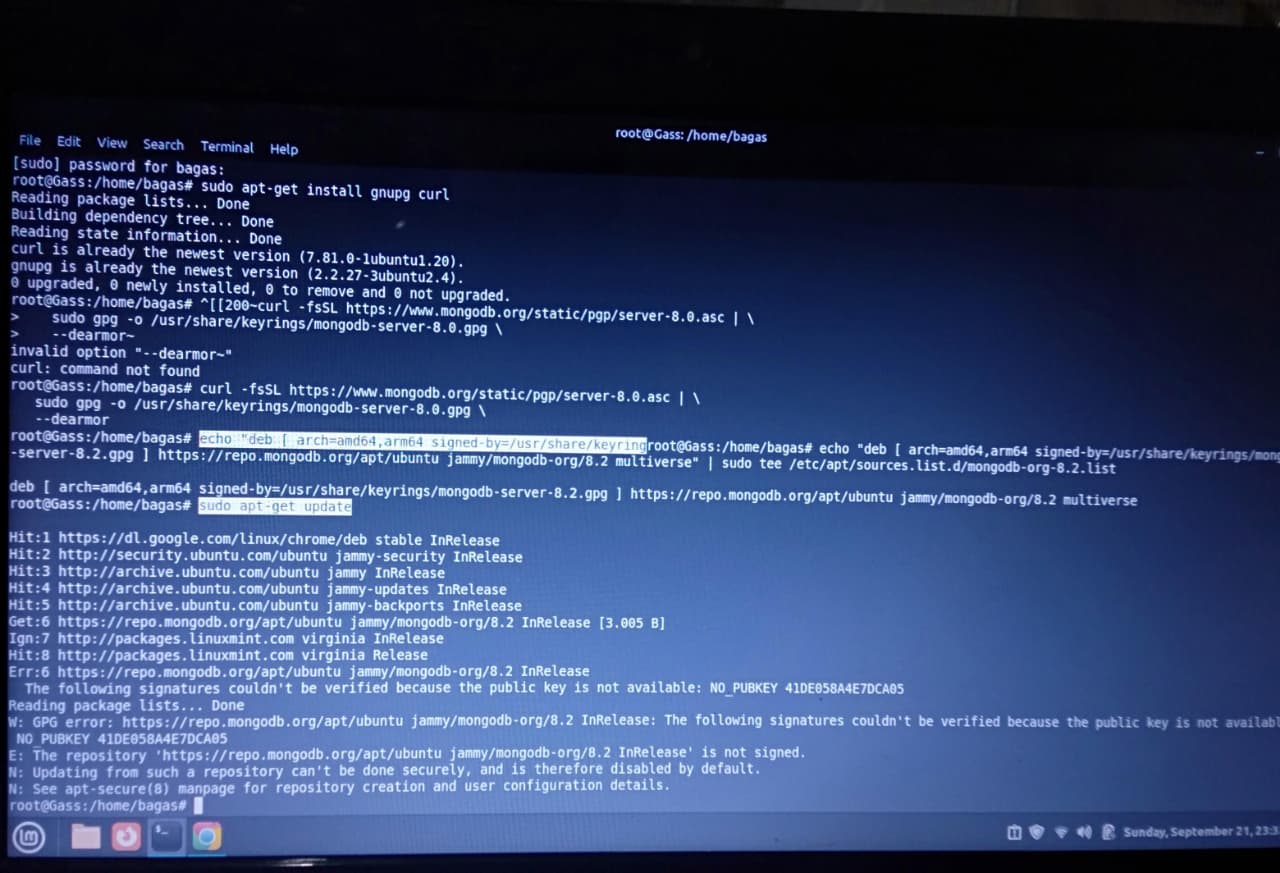 root@Gass: /home/bagas
File Edit View Search Terminal Help
[sudo] password for bagas:
root@Gass:/home/bagas# sudo apt-get install gnupg curl
Reading package lists... Done
Building dependency tree... Done
Reading state information... Done
curl is already the newest version (7.81.0-1ubuntu1.20).
gnupg is already the newest version (2.2.27-3ubuntu2.4).
0 upgraded, 0 newly installed, 0 to remove and 0 not upgraded.
root@Gass:/home/bagas# ^[[200~curl -fsSL https://www.mongodb.org/static/pgp/server-8.0.asc | \
>    sudo gpg -o /usr/share/keyrings/mongodb-server-8.0.gpg \
>    --dearmor~
invalid option "--dearmor~"
curl: command not found
root@Gass:/home/bagas# curl -fsSL https://www.mongodb.org/static/pgp/server-8.0.asc | \
   sudo gpg -o /usr/share/keyrings/mongodb-server-8.0.gpg \
   --dearmor
root@Gass:/home/bagas# echo "deb [ arch=amd64,arm64 signed-by=/usr/share/keyringroot@Gass:/home/bagas# echo "deb [ arch=amd64,arm64 signed-by=/usr/share/keyrings/mong
-server-8.2.gpg ] https://repo.mongodb.org/apt/ubuntu jammy/mongodb-org/8.2 multiverse" | sudo tee /etc/apt/sources.list.d/mongodb-org-8.2.list
deb [ arch=amd64,arm64 signed-by=/usr/share/keyrings/mongodb-server-8.2.gpg ] https://repo.mongodb.org/apt/ubuntu jammy/mongodb-org/8.2 multiverse
root@Gass:/home/bagas# sudo apt-get update
Hit:1 https://dl.google.com/linux/chrome/deb stable InRelease
Hit:2 http://security.ubuntu.com/ubuntu jammy-security InRelease
Hit:3 http://archive.ubuntu.com/ubuntu jammy InRelease
Hit:4 http://archive.ubuntu.com/ubuntu jammy-updates InRelease
Hit:5 http://archive.ubuntu.com/ubuntu jammy-backports InRelease
Get:6 https://repo.mongodb.org/apt/ubuntu jammy/mongodb-org/8.2 InRelease [3.005 B]
Ign:7 http://packages.linuxmint.com virginia InRelease
Hit:8 http://packages.linuxmint.com virginia Release
Err:6 https://repo.mongodb.org/apt/ubuntu jammy/mongodb-org/8.2 InRelease
  The following signatures couldn't be verified because the public key is not available: NO_PUBKEY 41DE058A4E7DCA05
Reading package lists... Done
W: GPG error: https://repo.mongodb.org/apt/ubuntu jammy/mongodb-org/8.2 InRelease: The following signatures couldn't be verified because the public key is not availabl
 NO_PUBKEY 41DE058A4E7DCA05
E: The repository 'https://repo.mongodb.org/apt/ubuntu jammy/mongodb-org/8.2 InRelease' is not signed.
N: Updating from such a repository can't be done securely, and is therefore disabled by default.
N: See apt-secure(8) manpage for repository creation and user configuration details.
root@Gass:/home/bagas#
Sunday, September 21, 23:3